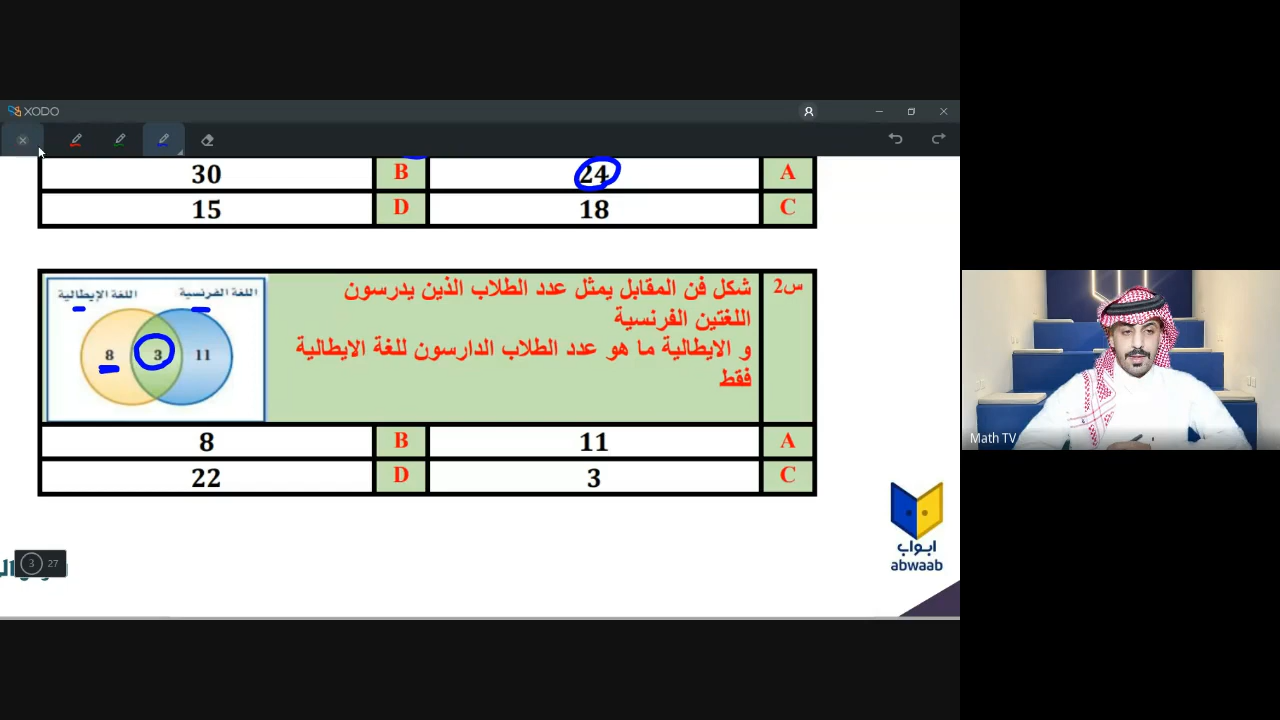 XODO
A 24 B 30
C 18 D 15
س2
شكل فن المقابل يمثل عدد الطلاب الذين يدرسون
اللغتين الفرنسية
و الايطالية ما هو عدد الطلاب الدارسون للغة الايطالية
فقط
اللغة الفرنسية اللغة الإيطالية
8 3 11
A 11 B 8
C 3 D 22
ابواب
abwaab
3 27
Math TV